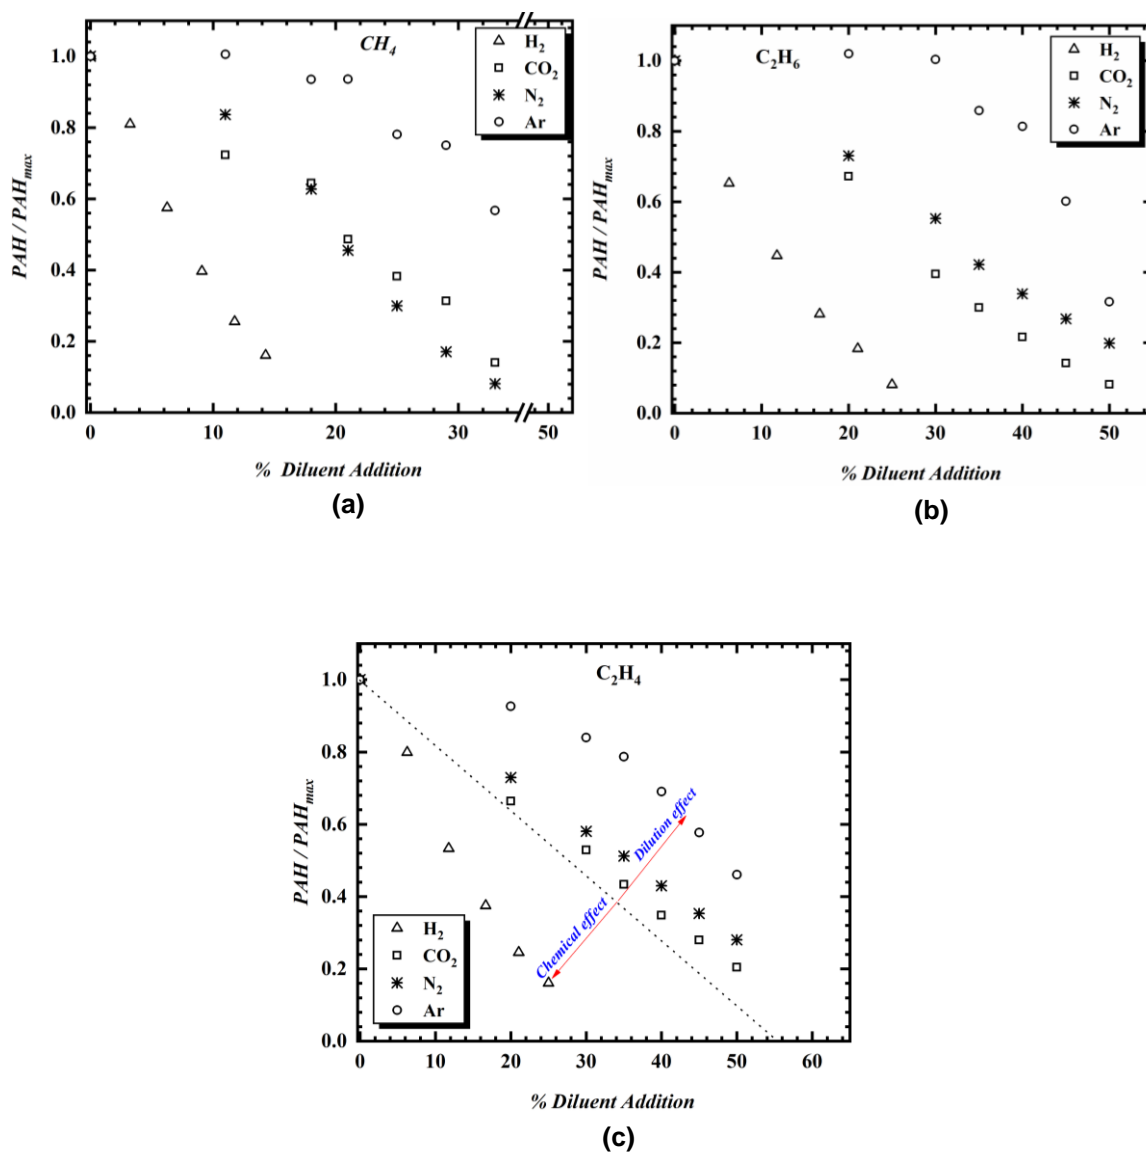 CH₄
H₂
CO₂
N₂
Ar
1.0
0.8
0.6
0.4
0.2
0.0
PAH / PAHmax
0 10 20 30 50
% Diluent Addition
(a)
C₂H₆
H₂
CO₂
N₂
Ar
1.0
0.8
0.6
0.4
0.2
0.0
PAH / PAHmax
0 10 20 30 40 50
% Diluent Addition
(b)
C₂H₄
1.0
0.8
0.6
0.4
0.2
0.0
PAH / PAHmax
Dilution effect
Chemical effect
H₂
CO₂
N₂
Ar
0 10 20 30 40 50 60
% Diluent Addition
(c)